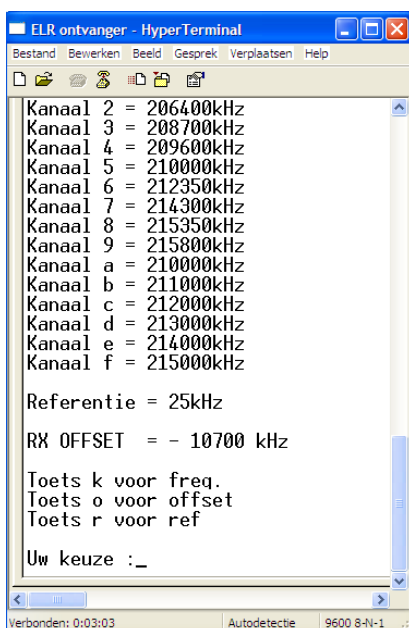 ELR ontvanger - HyperTerminal
Bestand Bewerken Beeld Gesprek Verplaatsen Help
Kanaal 2 = 206400kHz
Kanaal 3 = 208700kHz
Kanaal 4 = 209600kHz
Kanaal 5 = 210000kHz
Kanaal 6 = 212350kHz
Kanaal 7 = 214300kHz
Kanaal 8 = 215350kHz
Kanaal 9 = 215800kHz
Kanaal a = 210000kHz
Kanaal b = 211000kHz
Kanaal c = 212000kHz
Kanaal d = 213000kHz
Kanaal e = 214000kHz
Kanaal f = 215000kHz
Referentie = 25kHz
RX OFFSET = - 10700 kHz
Toets k voor freq.
Toets o voor offset
Toets r voor ref
Uw keuze :_
Verbonden: 0:03:03 Autodetectie 9600 8-N-1